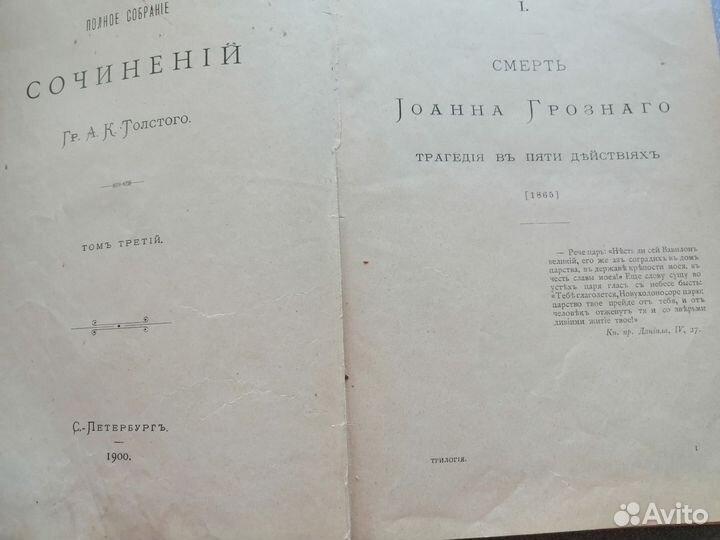 ПОЛНОЕ СОБРАНІЕ
СОЧИНЕНІЙ
ГР. А. К. ТОЛСТОГО.
ТОМЪ ТРЕТІЙ.
С.-ПЕТЕРБУРГЪ.
1900.
I.
СМЕРТЬ
ІОАННА ГРОЗНАГО
ТРАГЕДІЯ ВЪ ПЯТИ ДѢЙСТВІЯХЪ
[1865]
— Рече царь: «Нѣсть ли сей Вавилон
великій, его же азъ соградихъ въ домъ
царства, въ державѣ крѣпости моея, въ
честь славы моея!» Еще слову сущу во
устѣхъ царя гласъ съ небесе бысть:
«Тебѣ глаголется, Новуходоносоре царю:
царство твое прейде отъ тебя, и отъ
человѣкъ отженутъ тя и со звѣрьми
дивіими житіе твое!»
Кн. пр. Даніила, IV, 27.
ТРИЛОГІЯ.
1
Avito